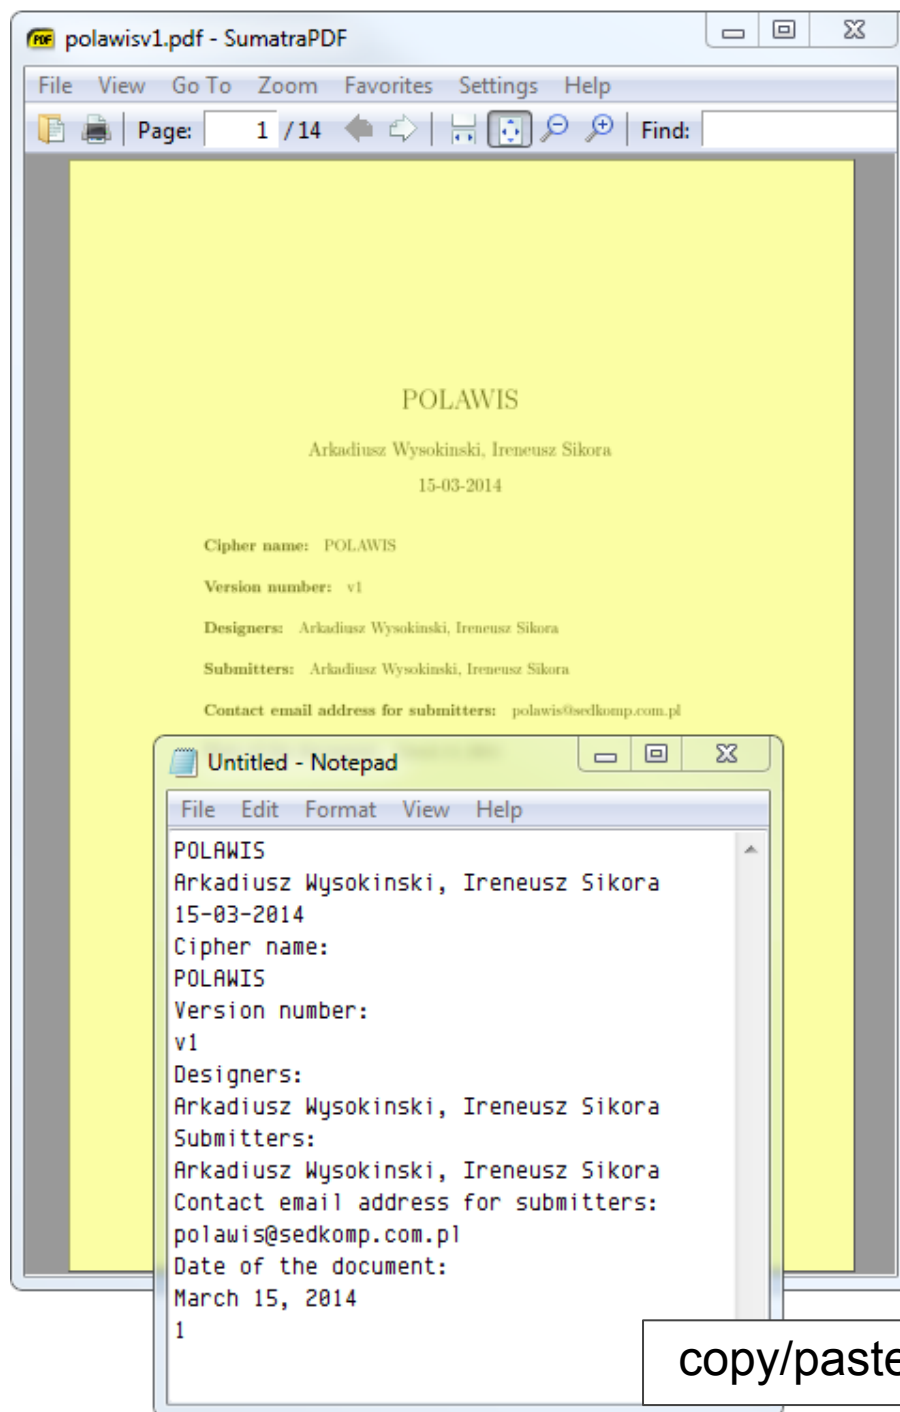 polawisv1.pdf - SumatraPDF
File View Go To Zoom Favorites Settings Help
Page: 1 / 14 Find:
POLAWIS
Arkadiusz Wysokinski, Ireneusz Sikora
15-03-2014
Cipher name: POLAWIS
Version number: v1
Designers: Arkadiusz Wysokinski, Ireneusz Sikora
Submitters: Arkadiusz Wysokinski, Ireneusz Sikora
Contact email address for submitters: polawis@sedkomp.com.pl
Untitled - Notepad
File Edit Format View Help
POLAWIS
Arkadiusz Wysokinski, Ireneusz Sikora
15-03-2014
Cipher name:
POLAWIS
Version number:
v1
Designers:
Arkadiusz Wysokinski, Ireneusz Sikora
Submitters:
Arkadiusz Wysokinski, Ireneusz Sikora
Contact email address for submitters:
polawis@sedkomp.com.pl
Date of the document:
March 15, 2014
1
copy/paste